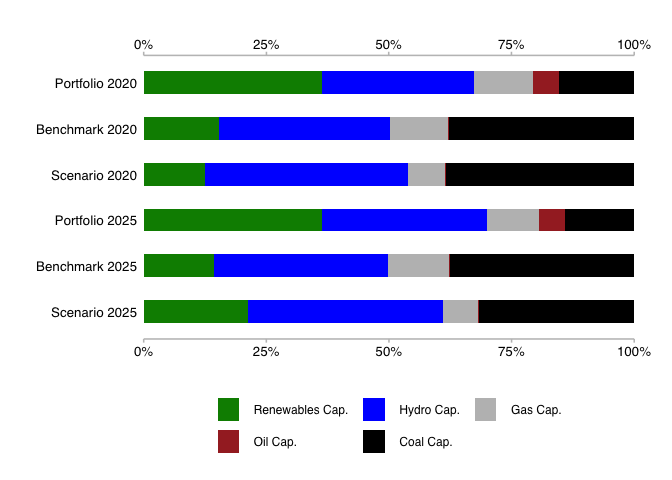 0% 25% 50% 75% 100%
Portfolio 2020
Benchmark 2020
Scenario 2020
Portfolio 2025
Benchmark 2025
Scenario 2025
0% 25% 50% 75% 100%
Renewables Cap. Hydro Cap. Gas Cap.
Oil Cap. Coal Cap.